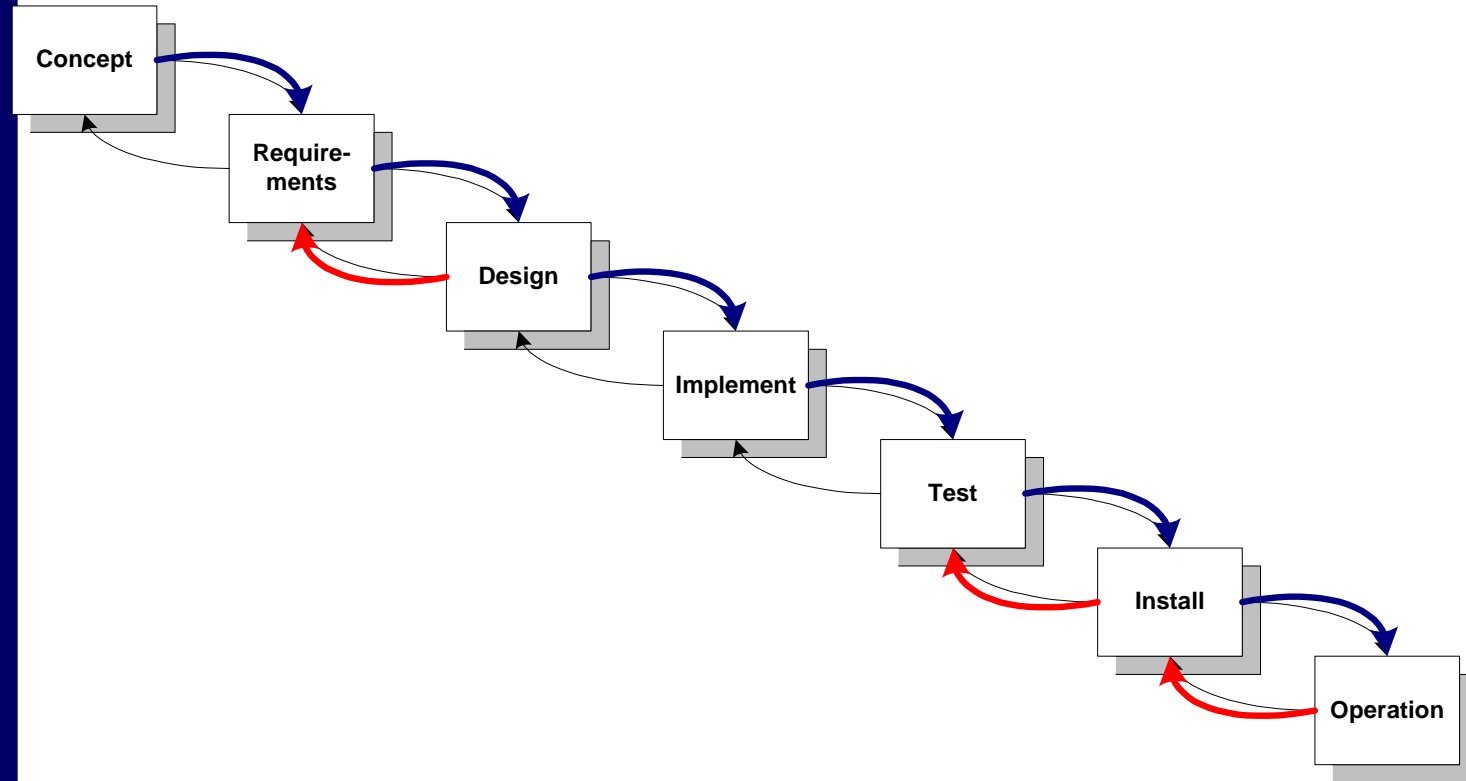 Concept
Require-
ments
Design
Implement
Test
Install
Operation